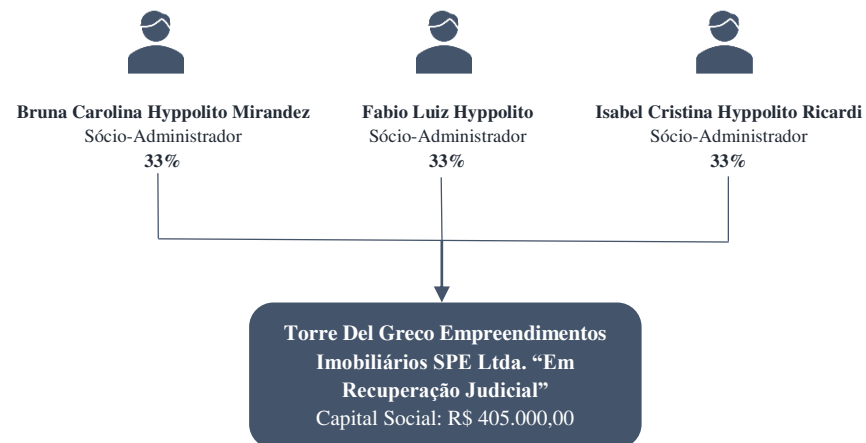 Bruna Carolina Hyppolito Mirandez
Sócio-Administrador
33%
Fabio Luiz Hyppolito
Sócio-Administrador
33%
Isabel Cristina Hyppolito Ricardi
Sócio-Administrador
33%
Torre Del Greco Empreendimentos
Imobiliários SPE Ltda. “Em
Recuperação Judicial”
Capital Social: R$ 405.000,00